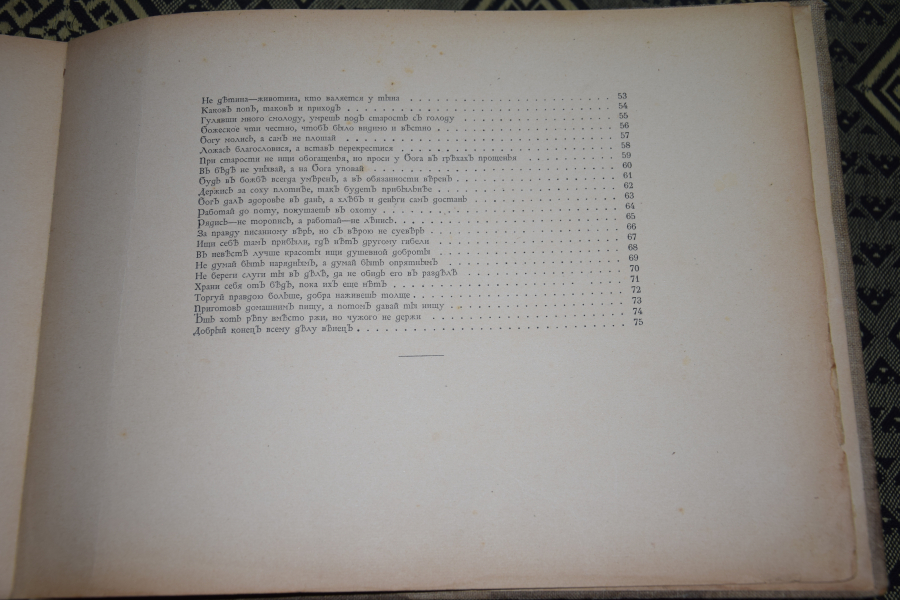 Не дѣтина—животина, кто валяется у тына 53
Каковъ попъ, таковъ и приходъ 54
Гулявши много смолоду, умрешь подъ старость съ голоду 55
Божеское чти честно, чтобъ было видимо и вѣстно 56
Богу молись, а самъ не плошай 57
Ложась благословися, а вставъ перекрестися 58
При старости не ищи обогащенья, но проси у Бога въ грѣхахъ прощенья 59
Въ бѣдѣ не унывай, а на Бога уповай 60
Будь въ божбѣ всегда умѣренъ, а въ обязанности вѣренъ 61
Держись за соху плотнѣе, такъ будетъ прибыльнѣе 62
Богъ далъ здоровье въ дань, а хлѣбъ и деньги самъ достань 63
Работай до поту, покушаешь въ охоту 64
Рядись—не торопись, а работай—не лѣнись 65
За правду писанному вѣрь, но съ вѣрою не суевѣрь 66
Ищи себѣ тамъ прибыли, гдѣ нѣтъ другому гибели 67
Въ невѣстѣ лучше красоты ищи душевной доброты 68
Не думай быть наряднымъ, а думай быть опрятнымъ 69
Не береги слуги ты въ дѣлѣ, да не обидь его въ раздѣлѣ 70
Храни себя отъ бѣдъ, пока ихъ еще нѣтъ 71
Торгуй правдою больше, добра наживешь толще 72
Приготовь домашнимъ пищу, а потомъ давай ты нищу 73
Ѣшь хоть рѣпу вмѣсто ржи, но чужого не держи 74
Добрый конецъ всему дѣлу вѣнецъ 75